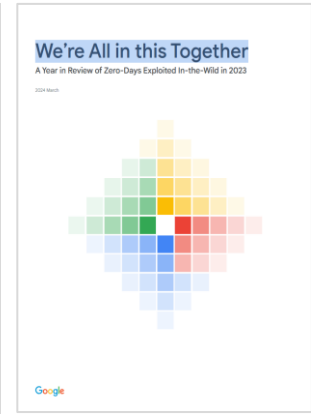 We're All in this Together
A Year in Review of Zero-Days Exploited In-the-Wild in 2023
2024 March
Google